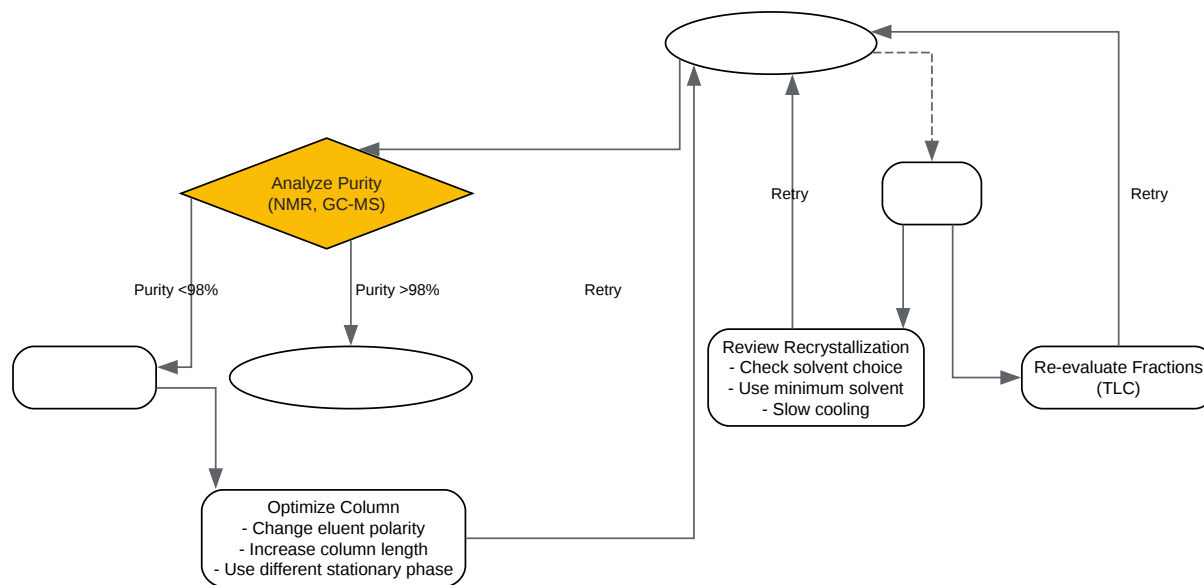 Analyze Purity
(NMR, GC-MS)
Retry
Retry
Purity <98%
Purity >98%
Retry
Review Recrystallization
- Check solvent choice
- Use minimum solvent
- Slow cooling
Re-evaluate Fractions
(TLC)
Optimize Column
- Change eluent polarity
- Increase column length
- Use different stationary phase